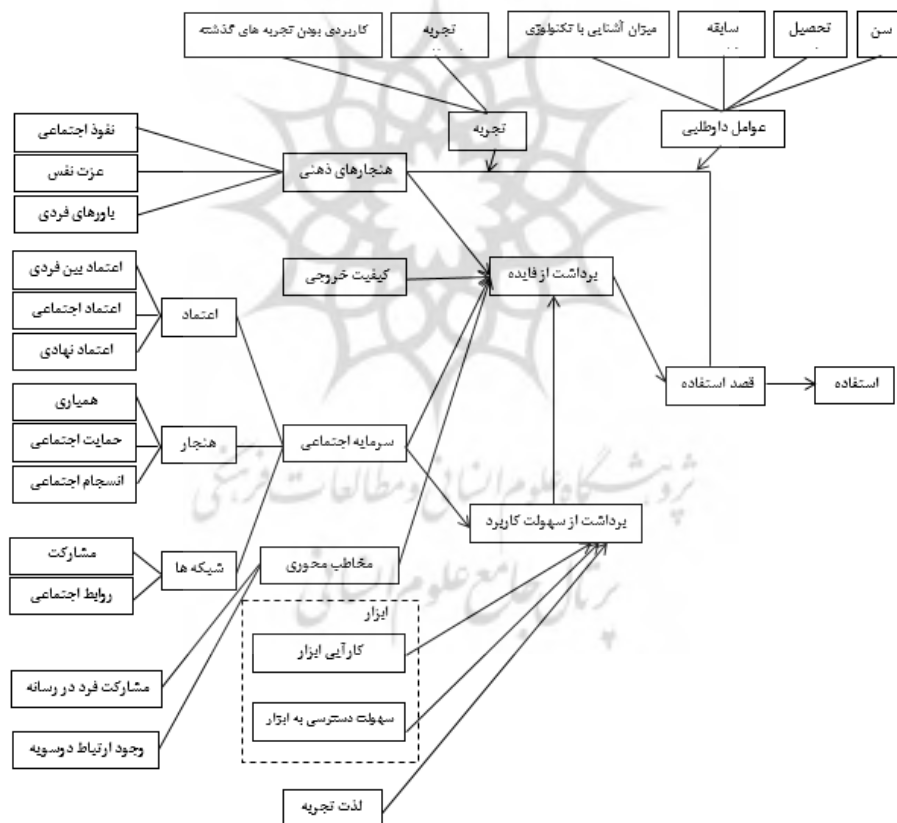 سن
تحصیل
سابقه
میزان آشنایی با تکنولوژی
تجربه
کاربردی بودن تجربه های گذشته
عوامل داوطلبی
تجربه
نفوذ اجتماعی
هنجارهای ذهنی
عزت نفس
باورهای فردی
اعتماد بین فردی
کیفیت خروجی
برداشت از فایده
اعتماد
اعتماد اجتماعی
اعتماد نهادی
قصد استفاده
استفاده
همیاری
هنجار
سرمایه اجتماعی
حمایت اجتماعی
انسجام اجتماعی
پژوهشگاه علوم انسانی و مطالعات فرهنگی
برداشت از سهولت کاربرد
مشارکت
شبکه ها
مخاطب محوری
روابط اجتماعی
پرتال جامع علوم انسانی
ابزار
کارآیی ابزار
مشارکت فرد در رسانه
سهولت دسترسی به ابزار
وجود ارتباط دوسویه
لذت تجربه